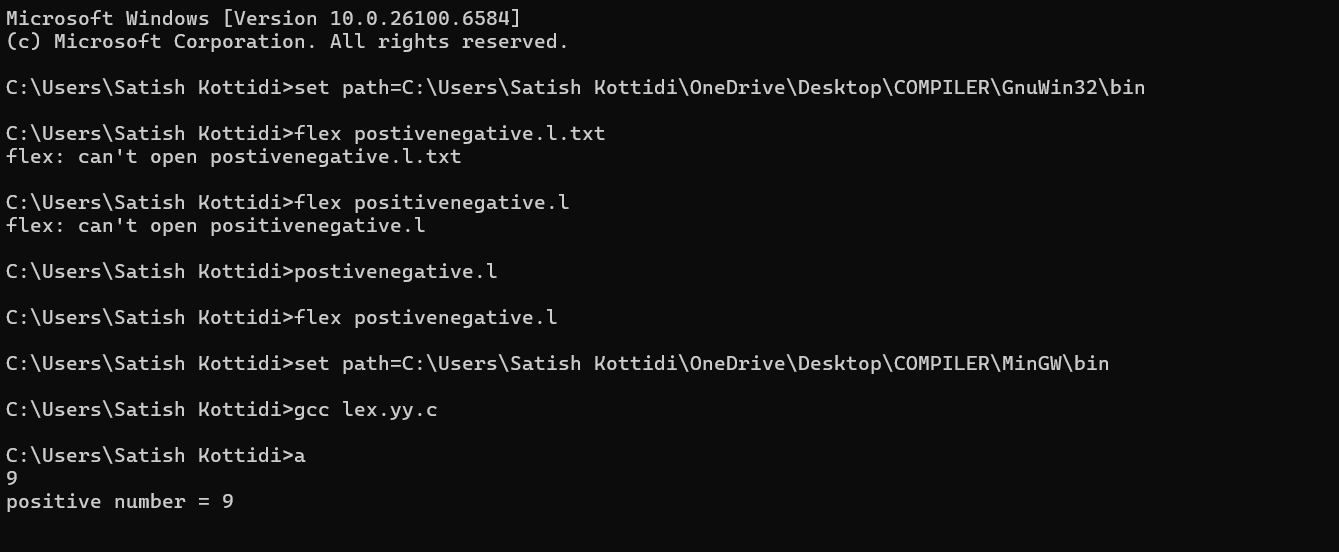 Microsoft Windows [Version 10.0.26100.6584]
(c) Microsoft Corporation. All rights reserved.
C:\Users\Satish Kottidi>set path=C:\Users\Satish Kottidi\OneDrive\Desktop\COMPILER\GnuWin32\bin
C:\Users\Satish Kottidi>flex postivenegative.l.txt
flex: can't open postivenegative.l.txt
C:\Users\Satish Kottidi>flex positivenegative.l
flex: can't open positivenegative.l
C:\Users\Satish Kottidi>postivenegative.l
C:\Users\Satish Kottidi>flex postivenegative.l
C:\Users\Satish Kottidi>set path=C:\Users\Satish Kottidi\OneDrive\Desktop\COMPILER\MinGW\bin
C:\Users\Satish Kottidi>gcc lex.yy.c
C:\Users\Satish Kottidi>a
9
positive number = 9